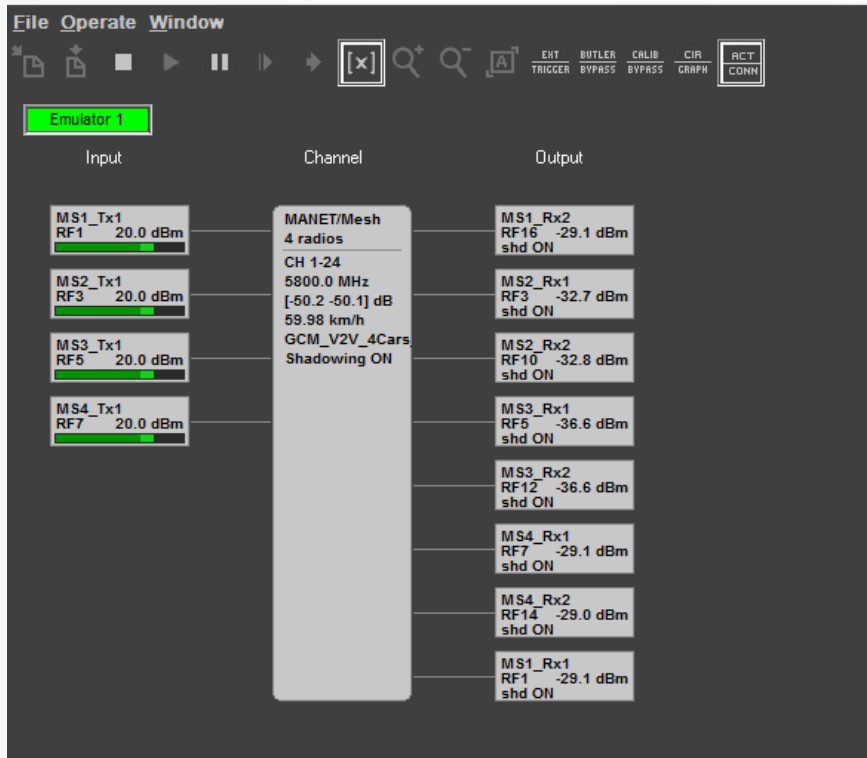 File Operate Window
[x] A EXT TRIGGER BUTLER BYPASS CALIB BYPASS CIR GRAPH ACT CONN
Emulator 1
Input Channel Output
MS1_Tx1
RF1 20.0 dBm
MS2_Tx1
RF3 20.0 dBm
MS3_Tx1
RF5 20.0 dBm
MS4_Tx1
RF7 20.0 dBm
MANET/Mesh
4 radios
CH 1-24
5800.0 MHz
[-50.2 -50.1] dB
59.98 km/h
GCM_V2V_4Cars_
Shadowing ON
MS1_Rx2
RF16 -29.1 dBm
shd ON
MS2_Rx1
RF3 -32.7 dBm
shd ON
MS2_Rx2
RF10 -32.8 dBm
shd ON
MS3_Rx1
RF5 -36.6 dBm
shd ON
MS3_Rx2
RF12 -36.6 dBm
shd ON
MS4_Rx1
RF7 -29.1 dBm
shd ON
MS4_Rx2
RF14 -29.0 dBm
shd ON
MS1_Rx1
RF1 -29.1 dBm
shd ON